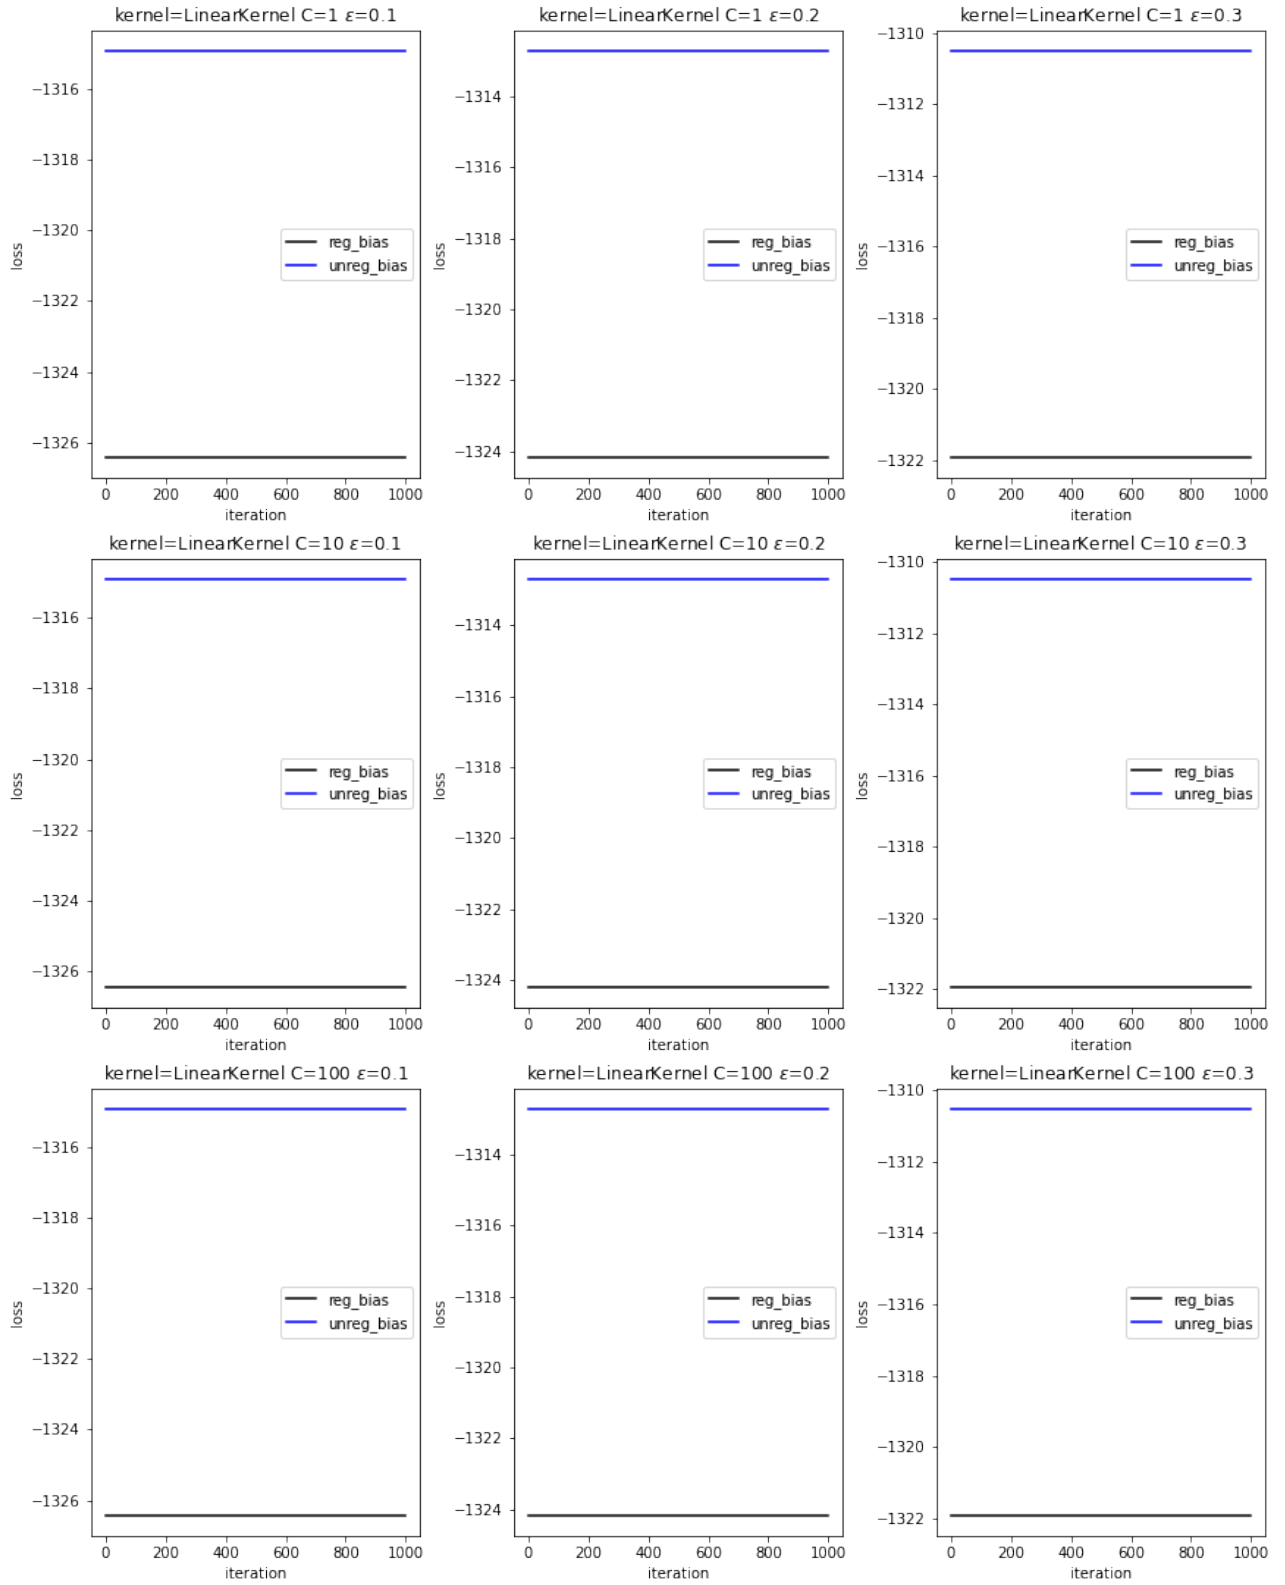 kernel=LinearKernel C=1 ε=0.1
−1316
−1318
−1320
−1322
−1324
−1326
loss
reg_bias
unreg_bias
0 200 400 600 800 1000
iteration
kernel=LinearKernel C=1 ε=0.2
−1314
−1316
−1318
−1320
−1322
−1324
loss
reg_bias
unreg_bias
0 200 400 600 800 1000
iteration
kernel=LinearKernel C=1 ε=0.3
−1310
−1312
−1314
−1316
−1318
−1320
−1322
loss
reg_bias
unreg_bias
0 200 400 600 800 1000
iteration
kernel=LinearKernel C=10 ε=0.1
−1316
−1318
−1320
−1322
−1324
−1326
loss
reg_bias
unreg_bias
0 200 400 600 800 1000
iteration
kernel=LinearKernel C=10 ε=0.2
−1314
−1316
−1318
−1320
−1322
−1324
loss
reg_bias
unreg_bias
0 200 400 600 800 1000
iteration
kernel=LinearKernel C=10 ε=0.3
−1310
−1312
−1314
−1316
−1318
−1320
−1322
loss
reg_bias
unreg_bias
0 200 400 600 800 1000
iteration
kernel=LinearKernel C=100 ε=0.1
−1316
−1318
−1320
−1322
−1324
−1326
loss
reg_bias
unreg_bias
0 200 400 600 800 1000
iteration
kernel=LinearKernel C=100 ε=0.2
−1314
−1316
−1318
−1320
−1322
−1324
loss
reg_bias
unreg_bias
0 200 400 600 800 1000
iteration
kernel=LinearKernel C=100 ε=0.3
−1310
−1312
−1314
−1316
−1318
−1320
−1322
loss
reg_bias
unreg_bias
0 200 400 600 800 1000
iteration